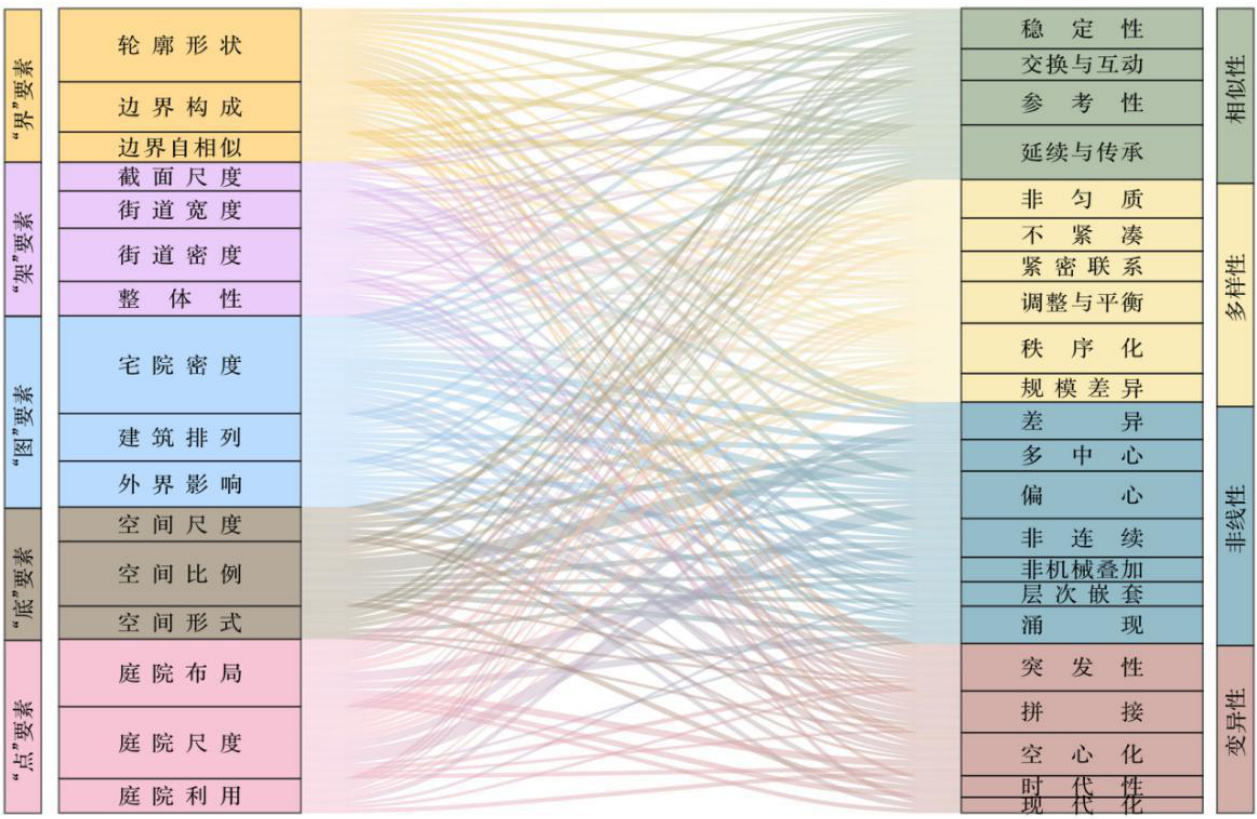 “界”要素
轮廓形状
边界构成
边界自相似
“架”要素
截面尺度
街道宽度
街道密度
整体性
“图”要素
宅院密度
建筑排列
外界影响
“底”要素
空间尺度
空间比例
空间形式
“点”要素
庭院布局
庭院尺度
庭院利用
稳定性
交换与互动
参考性
延续与传承
相似性
非匀质
不紧凑
紧密联系
调整与平衡
秩序化
规模差异
多样性
差异
多中心
偏心
非连续
非机械叠加
层次嵌套
涌现
非线性
突发性
拼接
空心化
时代性
现代化
变异性